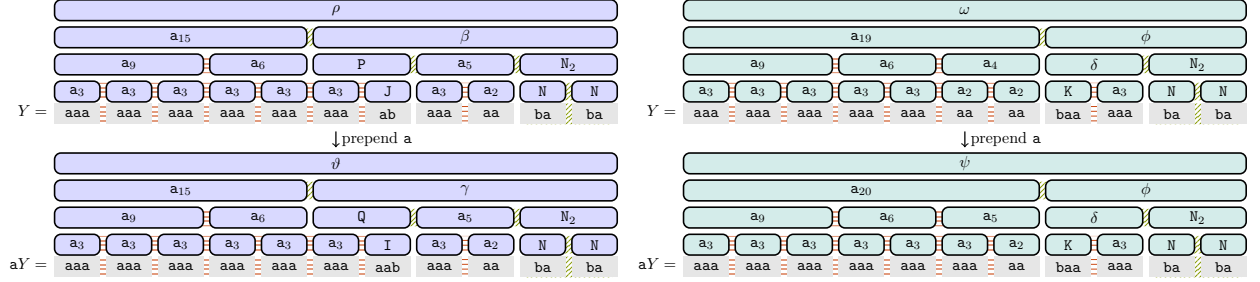 ρ ω
a₁₅ β a₁₉ ϕ
a₉ a₆ P a₅ N₂ a₉ a₆ a₄ δ N₂
a₃ a₃ a₃ a₃ a₃ a₃ J a₃ a₂ N N a₃ a₃ a₃ a₃ a₃ a₂ a₂ K a₃ N N
Y = aaa aaa aaa aaa aaa aaa ab aaa aa ba ba Y = aaa aaa aaa aaa aaa aa aa baa aaa ba ba
↓prepend a ↓prepend a
ϑ ψ
a₁₅ γ a₂₀ ϕ
a₉ a₆ Q a₅ N₂ a₉ a₆ a₅ δ N₂
a₃ a₃ a₃ a₃ a₃ a₃ I a₃ a₂ N N a₃ a₃ a₃ a₃ a₃ a₃ a₂ K a₃ N N
aY = aaa aaa aaa aaa aaa aaa aab aaa aa ba ba aY = aaa aaa aaa aaa aaa aaa aa baa aaa ba ba